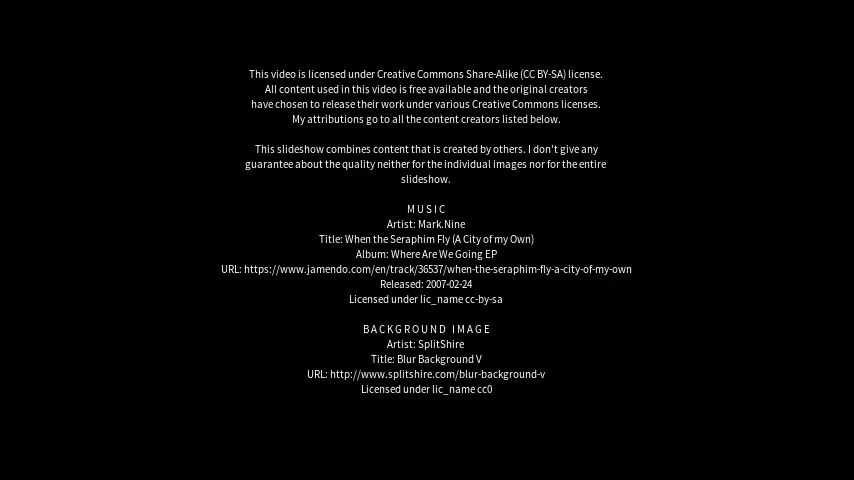 This video is licensed under Creative Commons Share-Alike (CC BY-SA) license.
All content used in this video is free available and the original creators
have chosen to release their work under various Creative Commons licenses.
My attributions go to all the content creators listed below.
This slideshow combines content that is created by others. I don't give any
guarantee about the quality neither for the individual images nor for the entire
slideshow.
MUSIC
Artist: Mark.Nine
Title: When the Seraphim Fly (A City of my Own)
Album: Where Are We Going EP
URL: https://www.jamendo.com/en/track/36537/when-the-seraphim-fly-a-city-of-my-own
Released: 2007-02-24
Licensed under lic_name cc-by-sa
BACKGROUND IMAGE
Artist: SplitShire
Title: Blur Background V
URL: http://www.splitshire.com/blur-background-v
Licensed under lic_name cc0